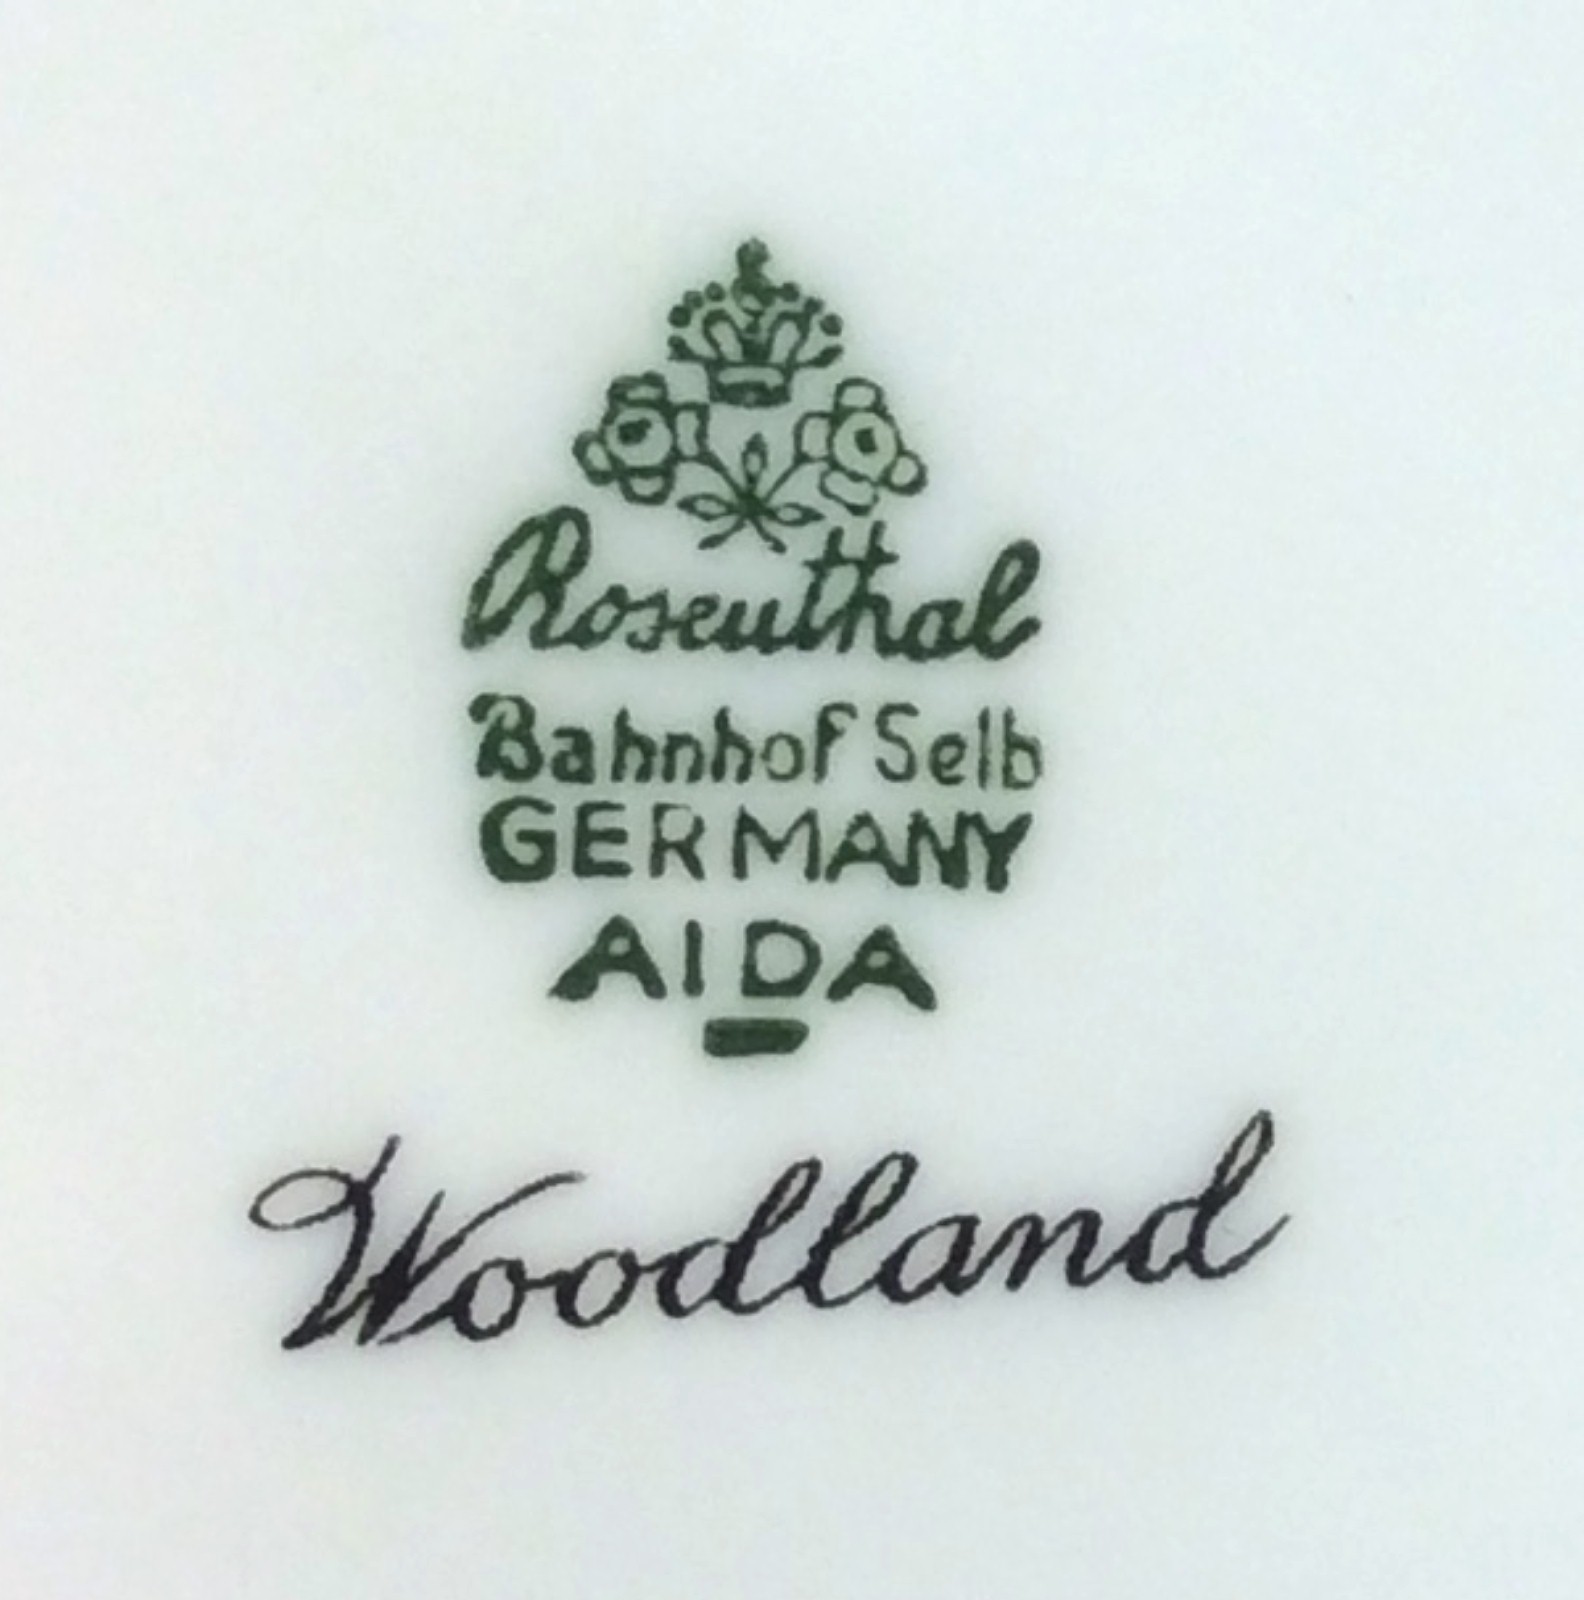 Rosenthal
Bahnhof Selb
GERMANY
AIDA
Woodland